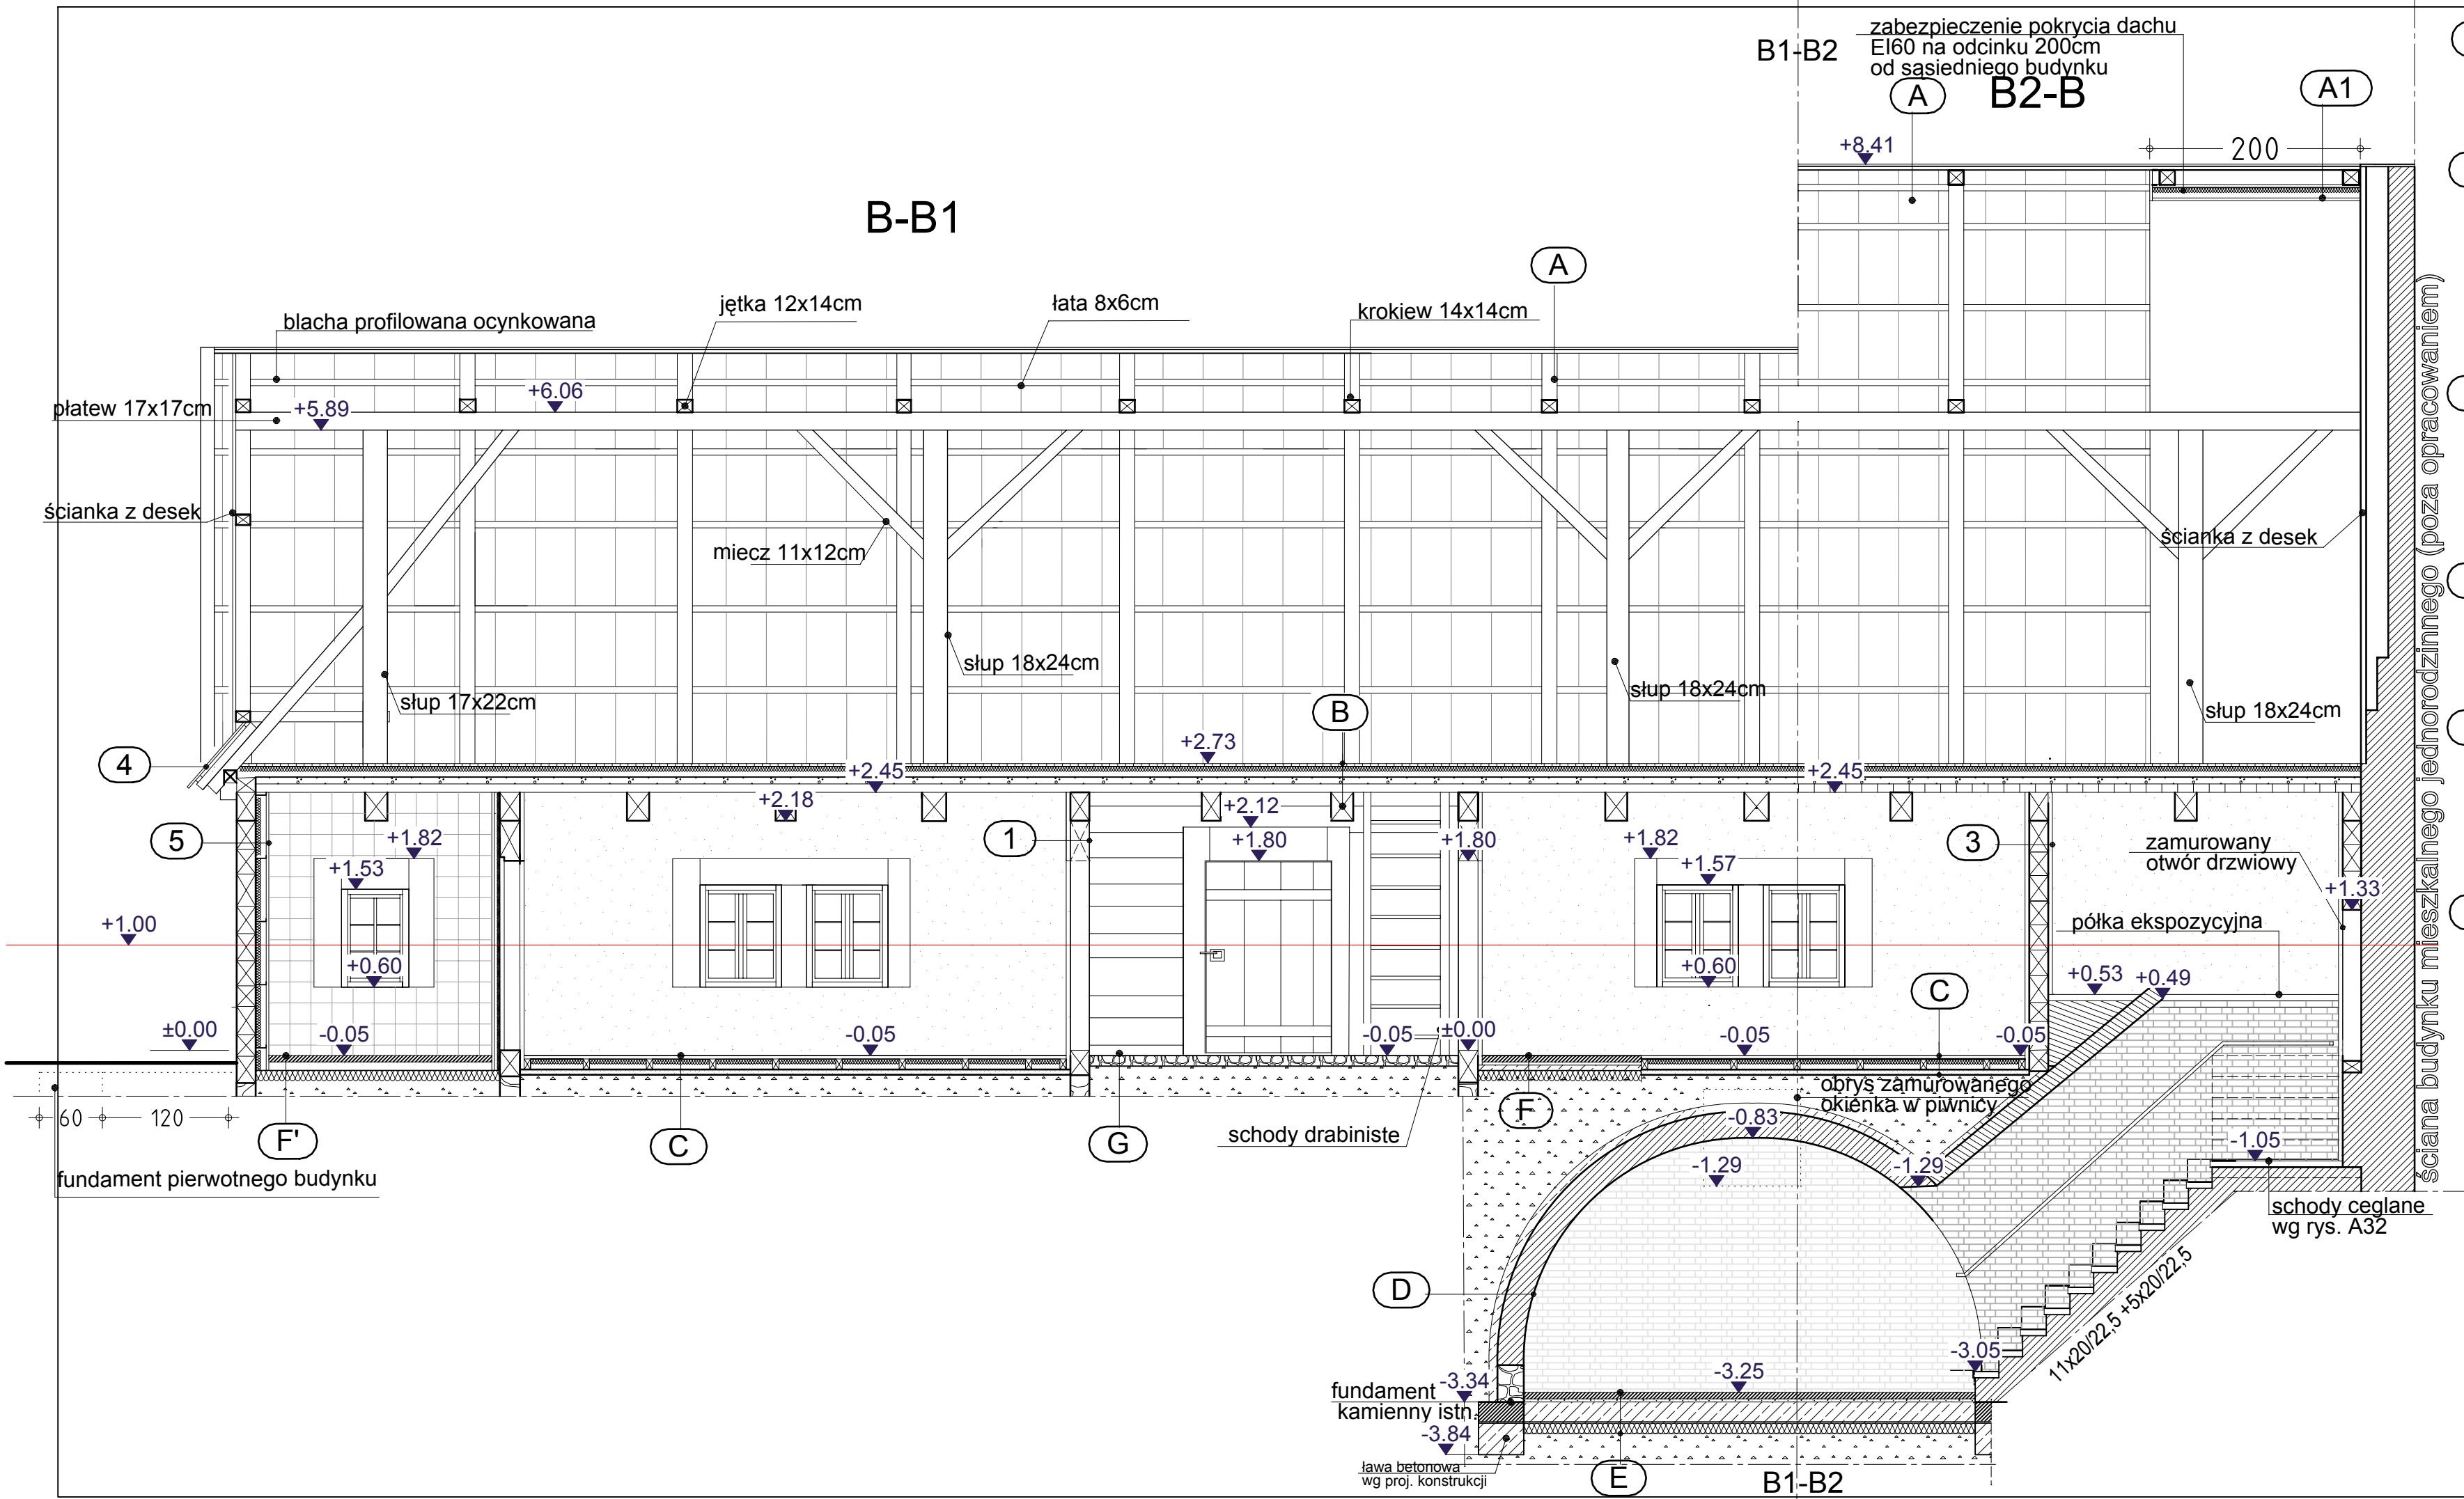 zabezpieczenie pokrycia dachu
EI60 na odcinku 200cm
od sąsiedniego budynku
B1-B2
A
B2-B
A1
+8.41
200
B-B1
A
blacha profilowana ocynkowana
jętka 12x14cm
łata 8x6cm
krokiew 14x14cm
płatew 17x17cm
+5.89
+6.06
ścianka z desek
miecz 11x12cm
ścianka z desek
słup 17x22cm
słup 18x24cm
słup 18x24cm
słup 18x24cm
B
4
+2.73
+2.45
+2.45
+2.18
+2.12
5
+1.82
+1.53
1
+1.80
+1.80
+1.82
+1.57
3
zamurowany
otwór drzwiowy
+1.33
+1.00
półka ekspozycyjna
+0.60
+0.60
+0.53
+0.49
C
±0.00
-0.05
-0.05
-0.05
±0.00
-0.05
-0.05
60
120
F'
C
G
schody drabiniste
F
obrys zamurowanego
okienka w piwnicy
-0.83
-1.29
-1.29
-1.05
fundament pierwotnego budynku
schody ceglane
wg rys. A32
D
11x20/22,5 +5x20/22,5
-3.05
-3.25
fundament
kamienny istn.
-3.34
-3.84
ława betonowa
wg proj. konstrukcji
E
B1-B2
ściana budynku mieszkalnego jednorodzinnego (poza opracowaniem)